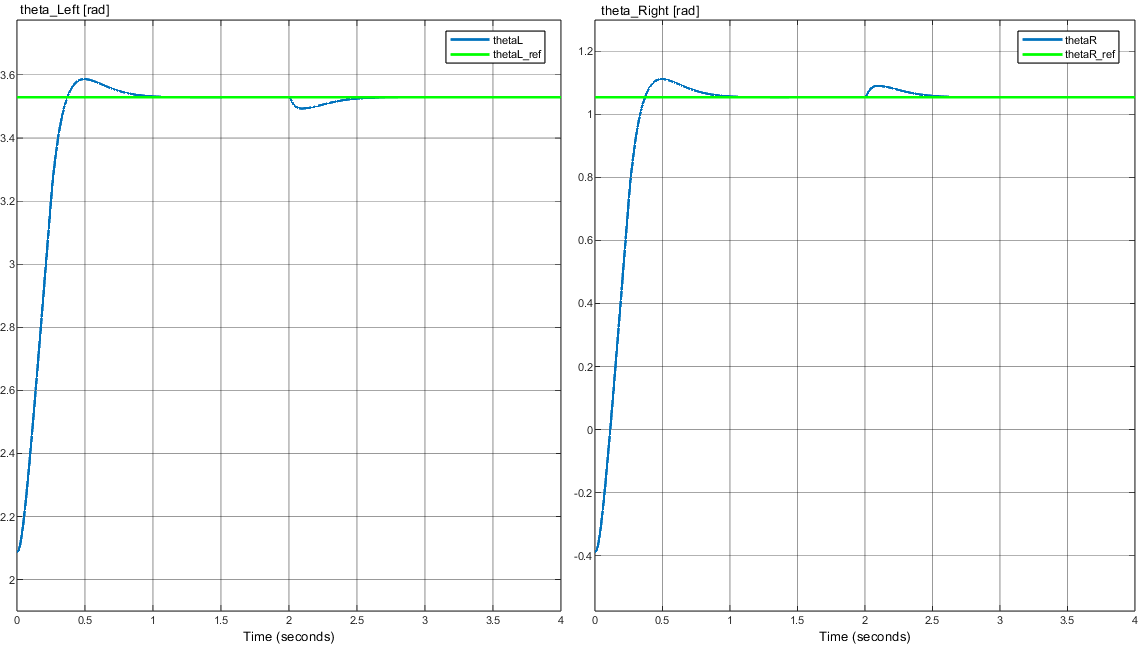 theta_Left [rad]
thetaL
thetaL_ref
3.6
3.4
3.2
3
2.8
2.6
2.4
2.2
2
0 0.5 1 1.5 2 2.5 3 3.5 4
Time (seconds)
theta_Right [rad]
thetaR
thetaR_ref
1.2
1
0.8
0.6
0.4
0.2
0
-0.2
-0.4
0 0.5 1 1.5 2 2.5 3 3.5 4
Time (seconds)